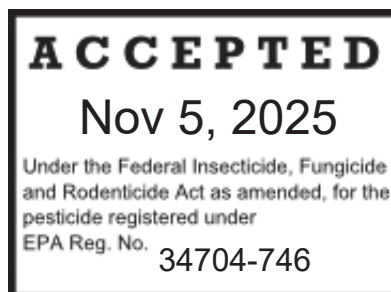 ACCEPTED
Nov 5, 2025
Under the Federal Insecticide, Fungicide
and Rodenticide Act as amended, for the
pesticide registered under
EPA Reg. No. 34704-746